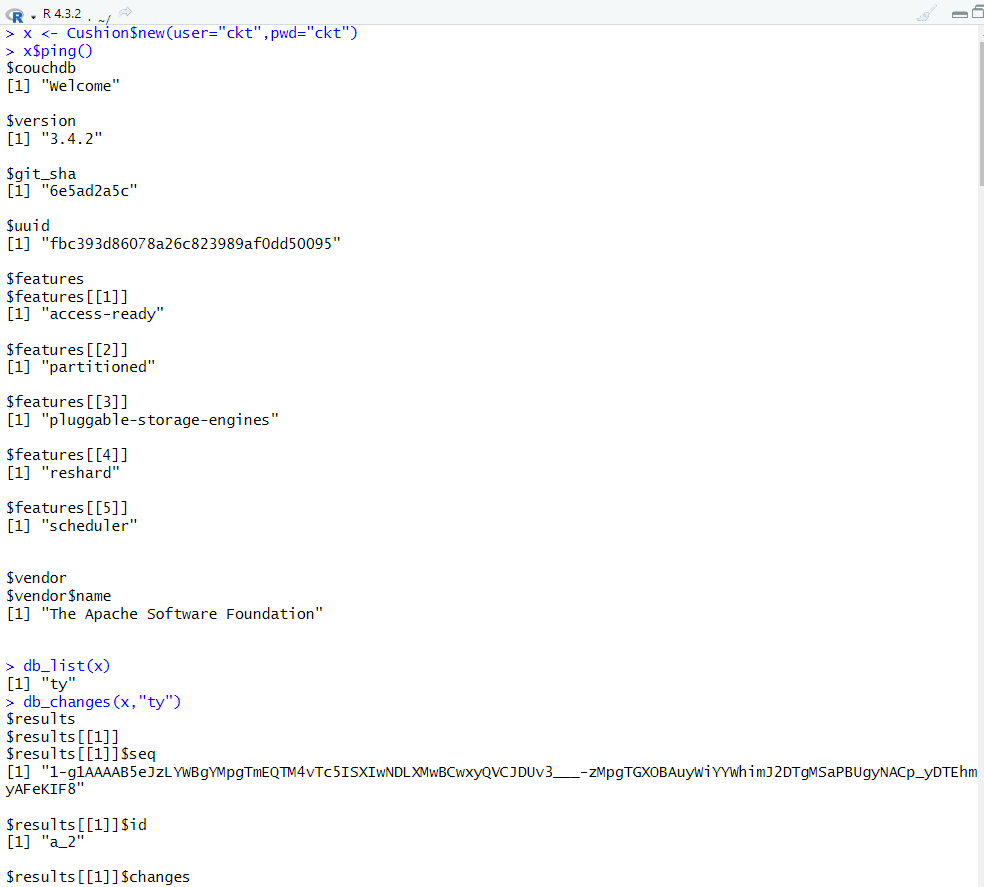 R 4.3.2 . ~/
> x <- Cushion$new(user="ckt",pwd="ckt")
> x$ping()
$couchdb
[1] "Welcome"
$version
[1] "3.4.2"
$git_sha
[1] "6e5ad2a5c"
$uuid
[1] "fbc393d86078a26c823989af0dd50095"
$features
$features[[1]]
[1] "access-ready"
$features[[2]]
[1] "partitioned"
$features[[3]]
[1] "pluggable-storage-engines"
$features[[4]]
[1] "reshard"
$features[[5]]
[1] "scheduler"
$vendor
$vendor$name
[1] "The Apache Software Foundation"
> db_list(x)
[1] "ty"
> db_changes(x,"ty")
$results
$results[[1]]
$results[[1]]$seq
[1] "1-g1AAAAB5eJzLYWBgYMpgTmEQTM4vTc5ISXIwNDLXMwBCwxyQVCJDUv3___-zMpgTGXOBAuyWiYYWhimJ2DTgMSaPBUgyNACp_yDTEhm
yAFeKIF8"
$results[[1]]$id
[1] "a_2"
$results[[1]]$changes